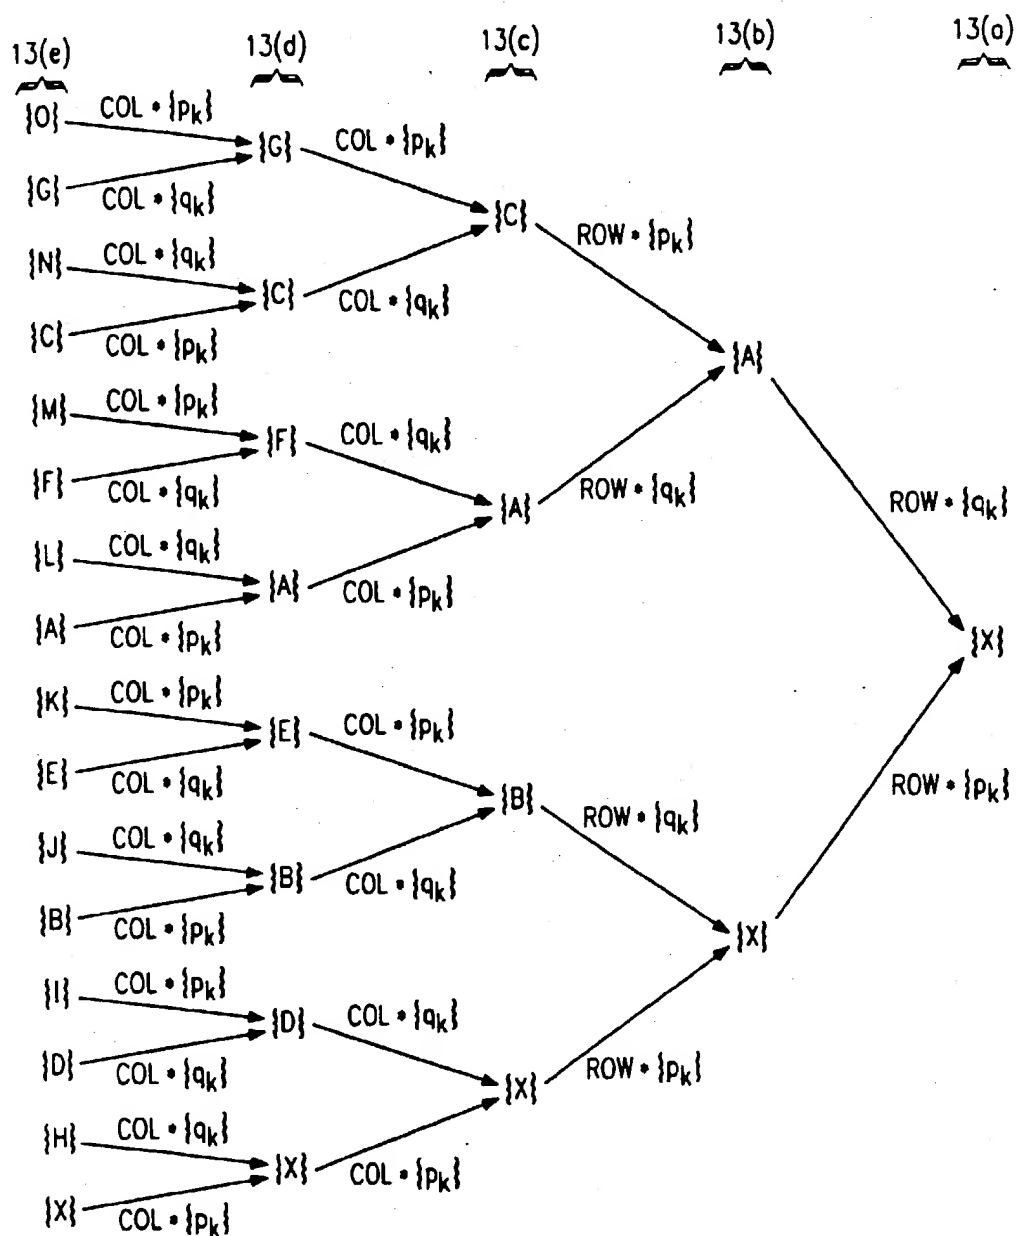 13(e) 13(d) 13(c) 13(b) 13(a)
{O} COL • {pk}
{G} COL • {pk}
{G} COL • {qk}
{C} ROW • {pk}
{N} COL • {qk}
{C} COL • {qk}
{C} COL • {pk}
{A}
{M} COL • {pk}
{F} COL • {qk}
{F} COL • {qk}
{A} ROW • {qk} ROW • {qk}
{L} COL • {qk}
{A} COL • {pk}
{A} COL • {pk}
{X}
{K} COL • {pk}
{E} COL • {pk}
{E} COL • {qk}
{B} ROW • {qk} ROW • {pk}
{J} COL • {qk}
{B} COL • {qk}
{B} COL • {pk}
{X}
{I} COL • {pk}
{D} COL • {qk}
{D} COL • {qk}
{X} ROW • {pk}
{H} COL • {qk}
{X} COL • {pk}
{X} COL • {pk}